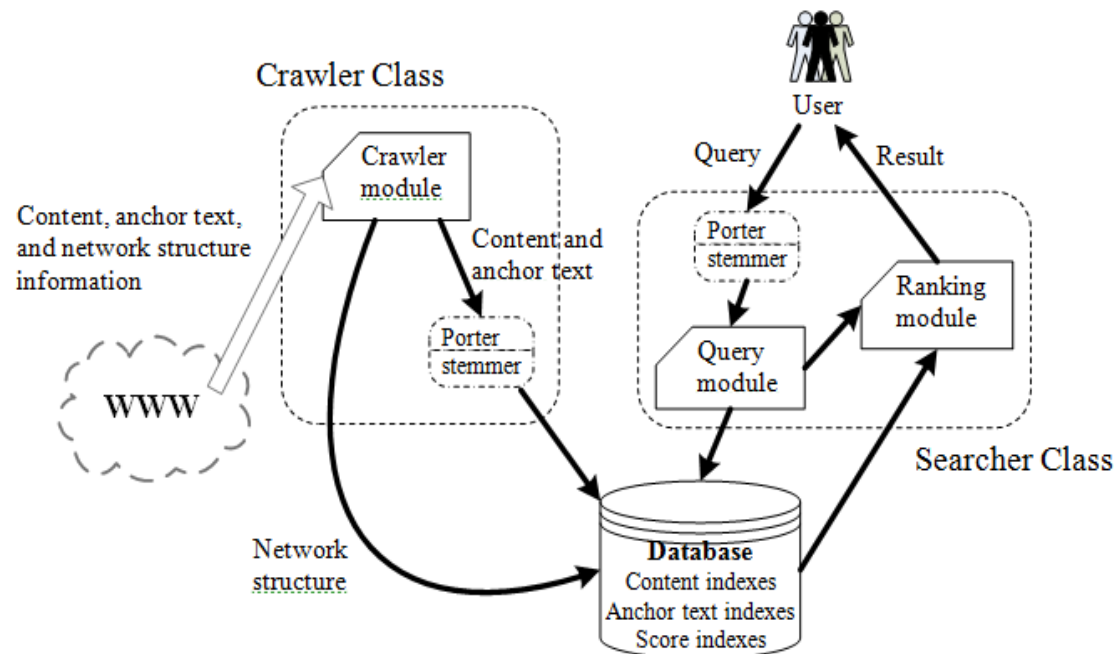 Crawler Class
Crawler
module
Content, anchor text,
and network structure
information
Content and
anchor text
Porter
stemmer
WWW
Network
structure
User
Query
Result
Porter
stemmer
Ranking
module
Query
module
Searcher Class
Database
Content indexes
Anchor text indexes
Score indexes